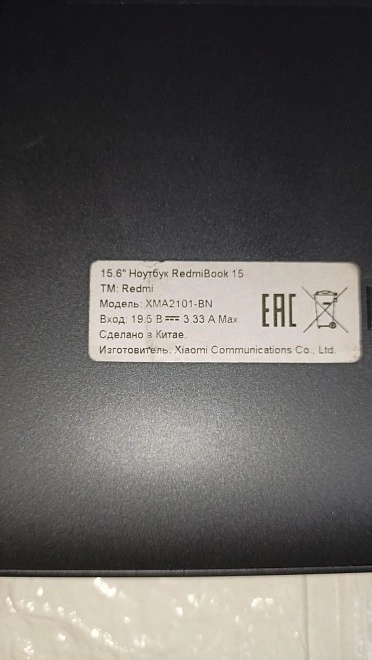 15.6" Ноутбук RedmiBook 15
TM: Redmi
Модель: XMA2101-BN
Вход: 19.5 В ⎓ 3.33 А Max.
Сделано в Китае.
Изготовитель: Xiaomi Communications Co., Ltd.
EAC